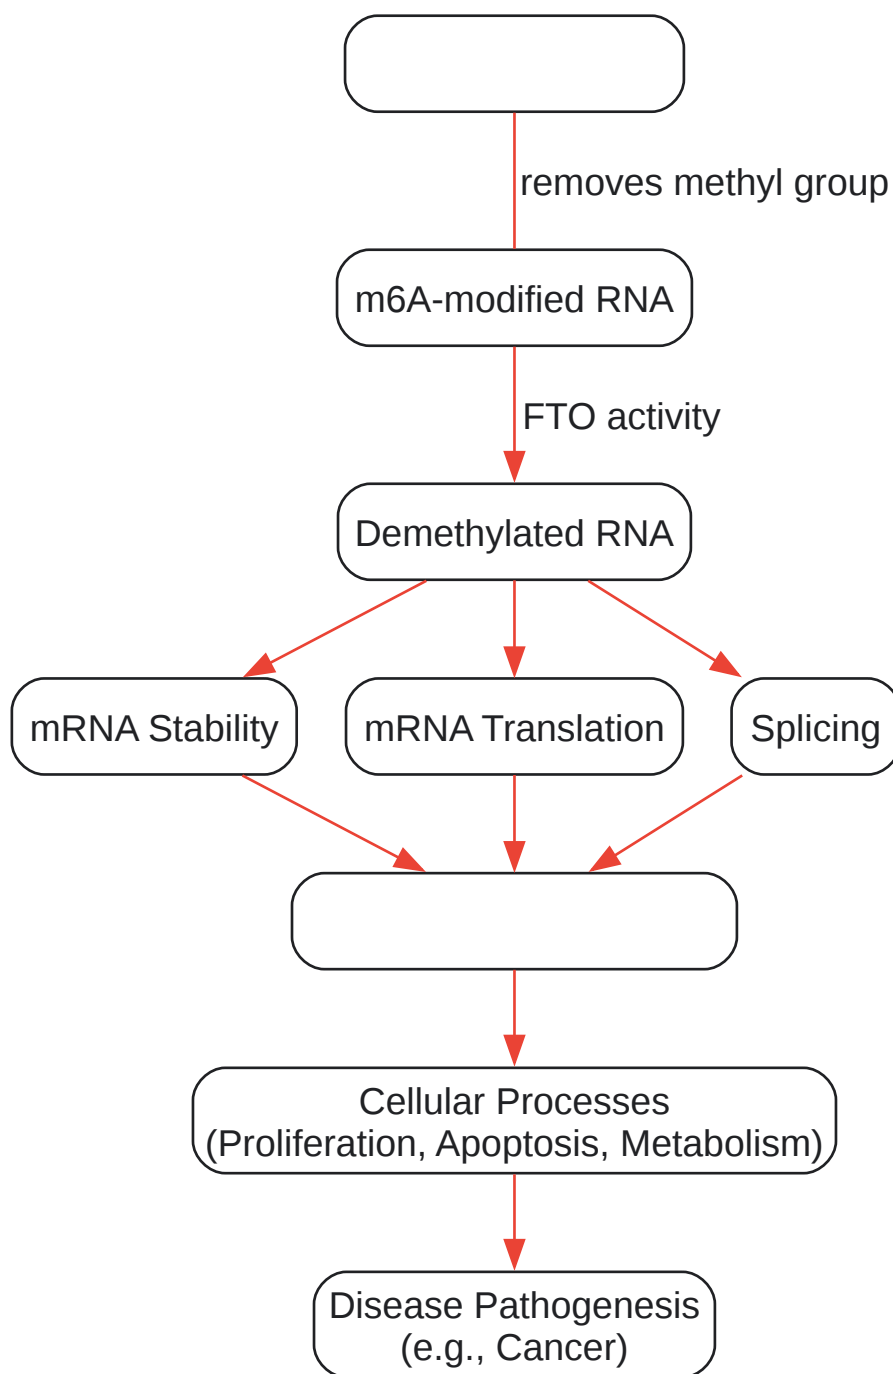 removes methyl group
m6A-modified RNA
FTO activity
Demethylated RNA
mRNA Stability
mRNA Translation
Splicing
Cellular Processes
(Proliferation, Apoptosis, Metabolism)
Disease Pathogenesis
(e.g., Cancer)